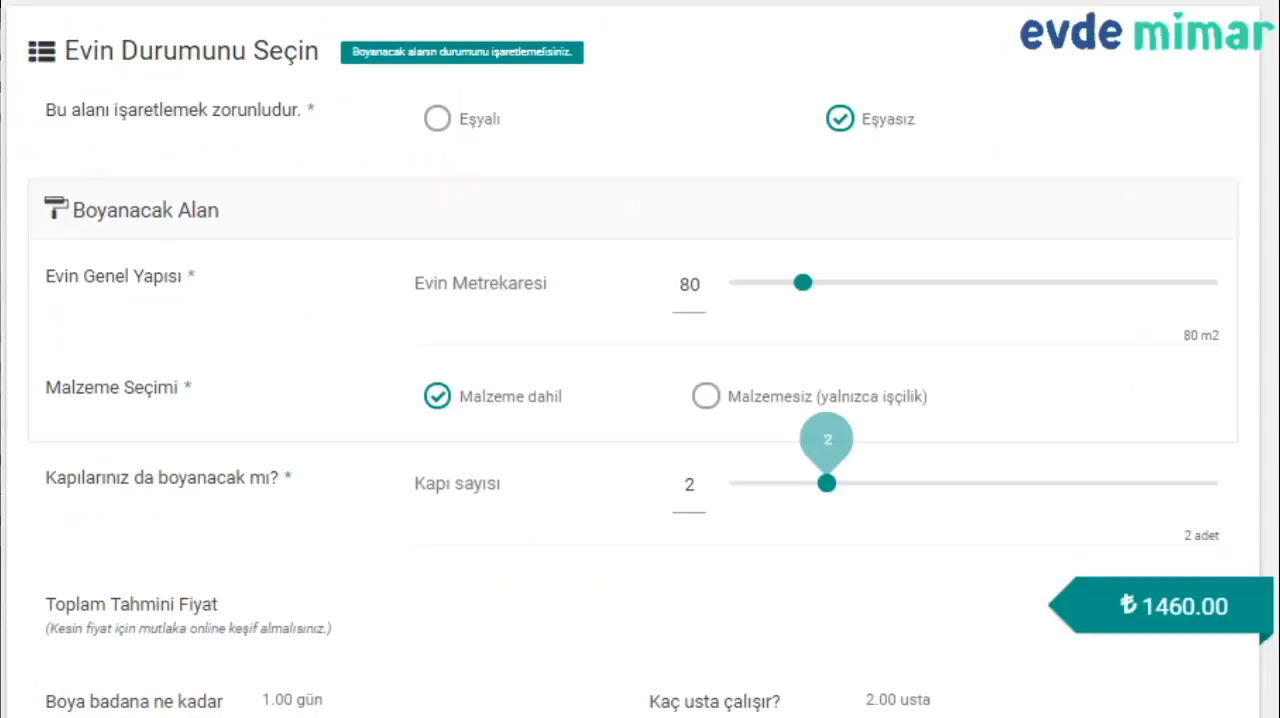 evde mimar
Evin Durumunu Seçin
Boyanacak alanın durumunu işaretlemelisiniz.
Bu alanı işaretlemek zorunludur. *
Eşyalı
Eşyasız
Boyanacak Alan
Evin Genel Yapısı *
Evin Metrekaresi
80
80 m2
Malzeme Seçimi *
Malzeme dahil
Malzemesiz (yalnızca işçilik)
2
Kapılarınız da boyanacak mı? *
Kapı sayısı
2
2 adet
Toplam Tahmini Fiyat
₺ 1460.00
(Kesin fiyat için mutlaka online keşif almalısınız.)
Boya badana ne kadar
1.00 gün
Kaç usta çalışır?
2.00 usta